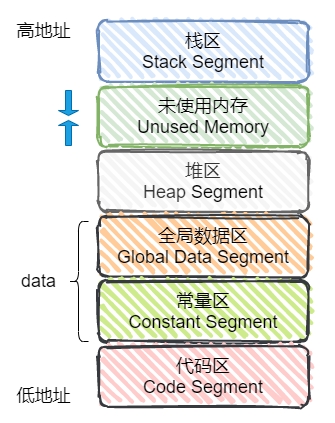 高地址
栈区
Stack Segment
未使用内存
Unused Memory
堆区
Heap Segment
全局数据区
Global Data Segment
data
常量区
Constant Segment
代码区
Code Segment
低地址